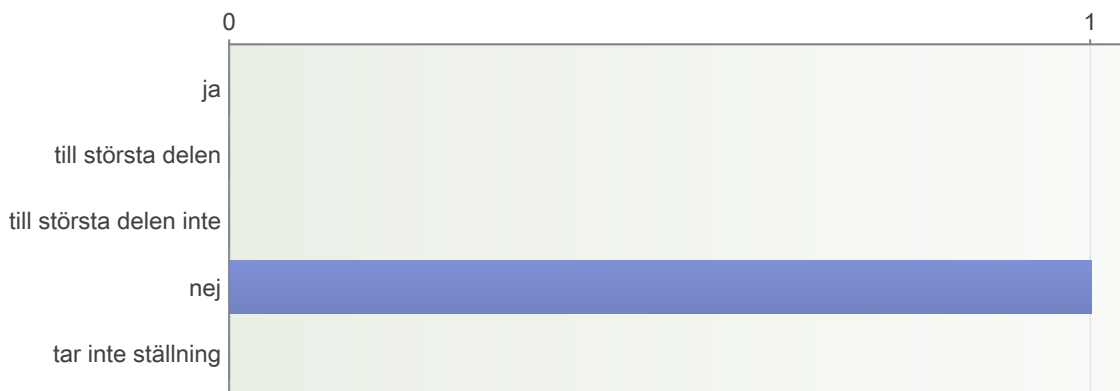 0 1
ja
till största delen
till största delen inte
nej
tar inte ställning